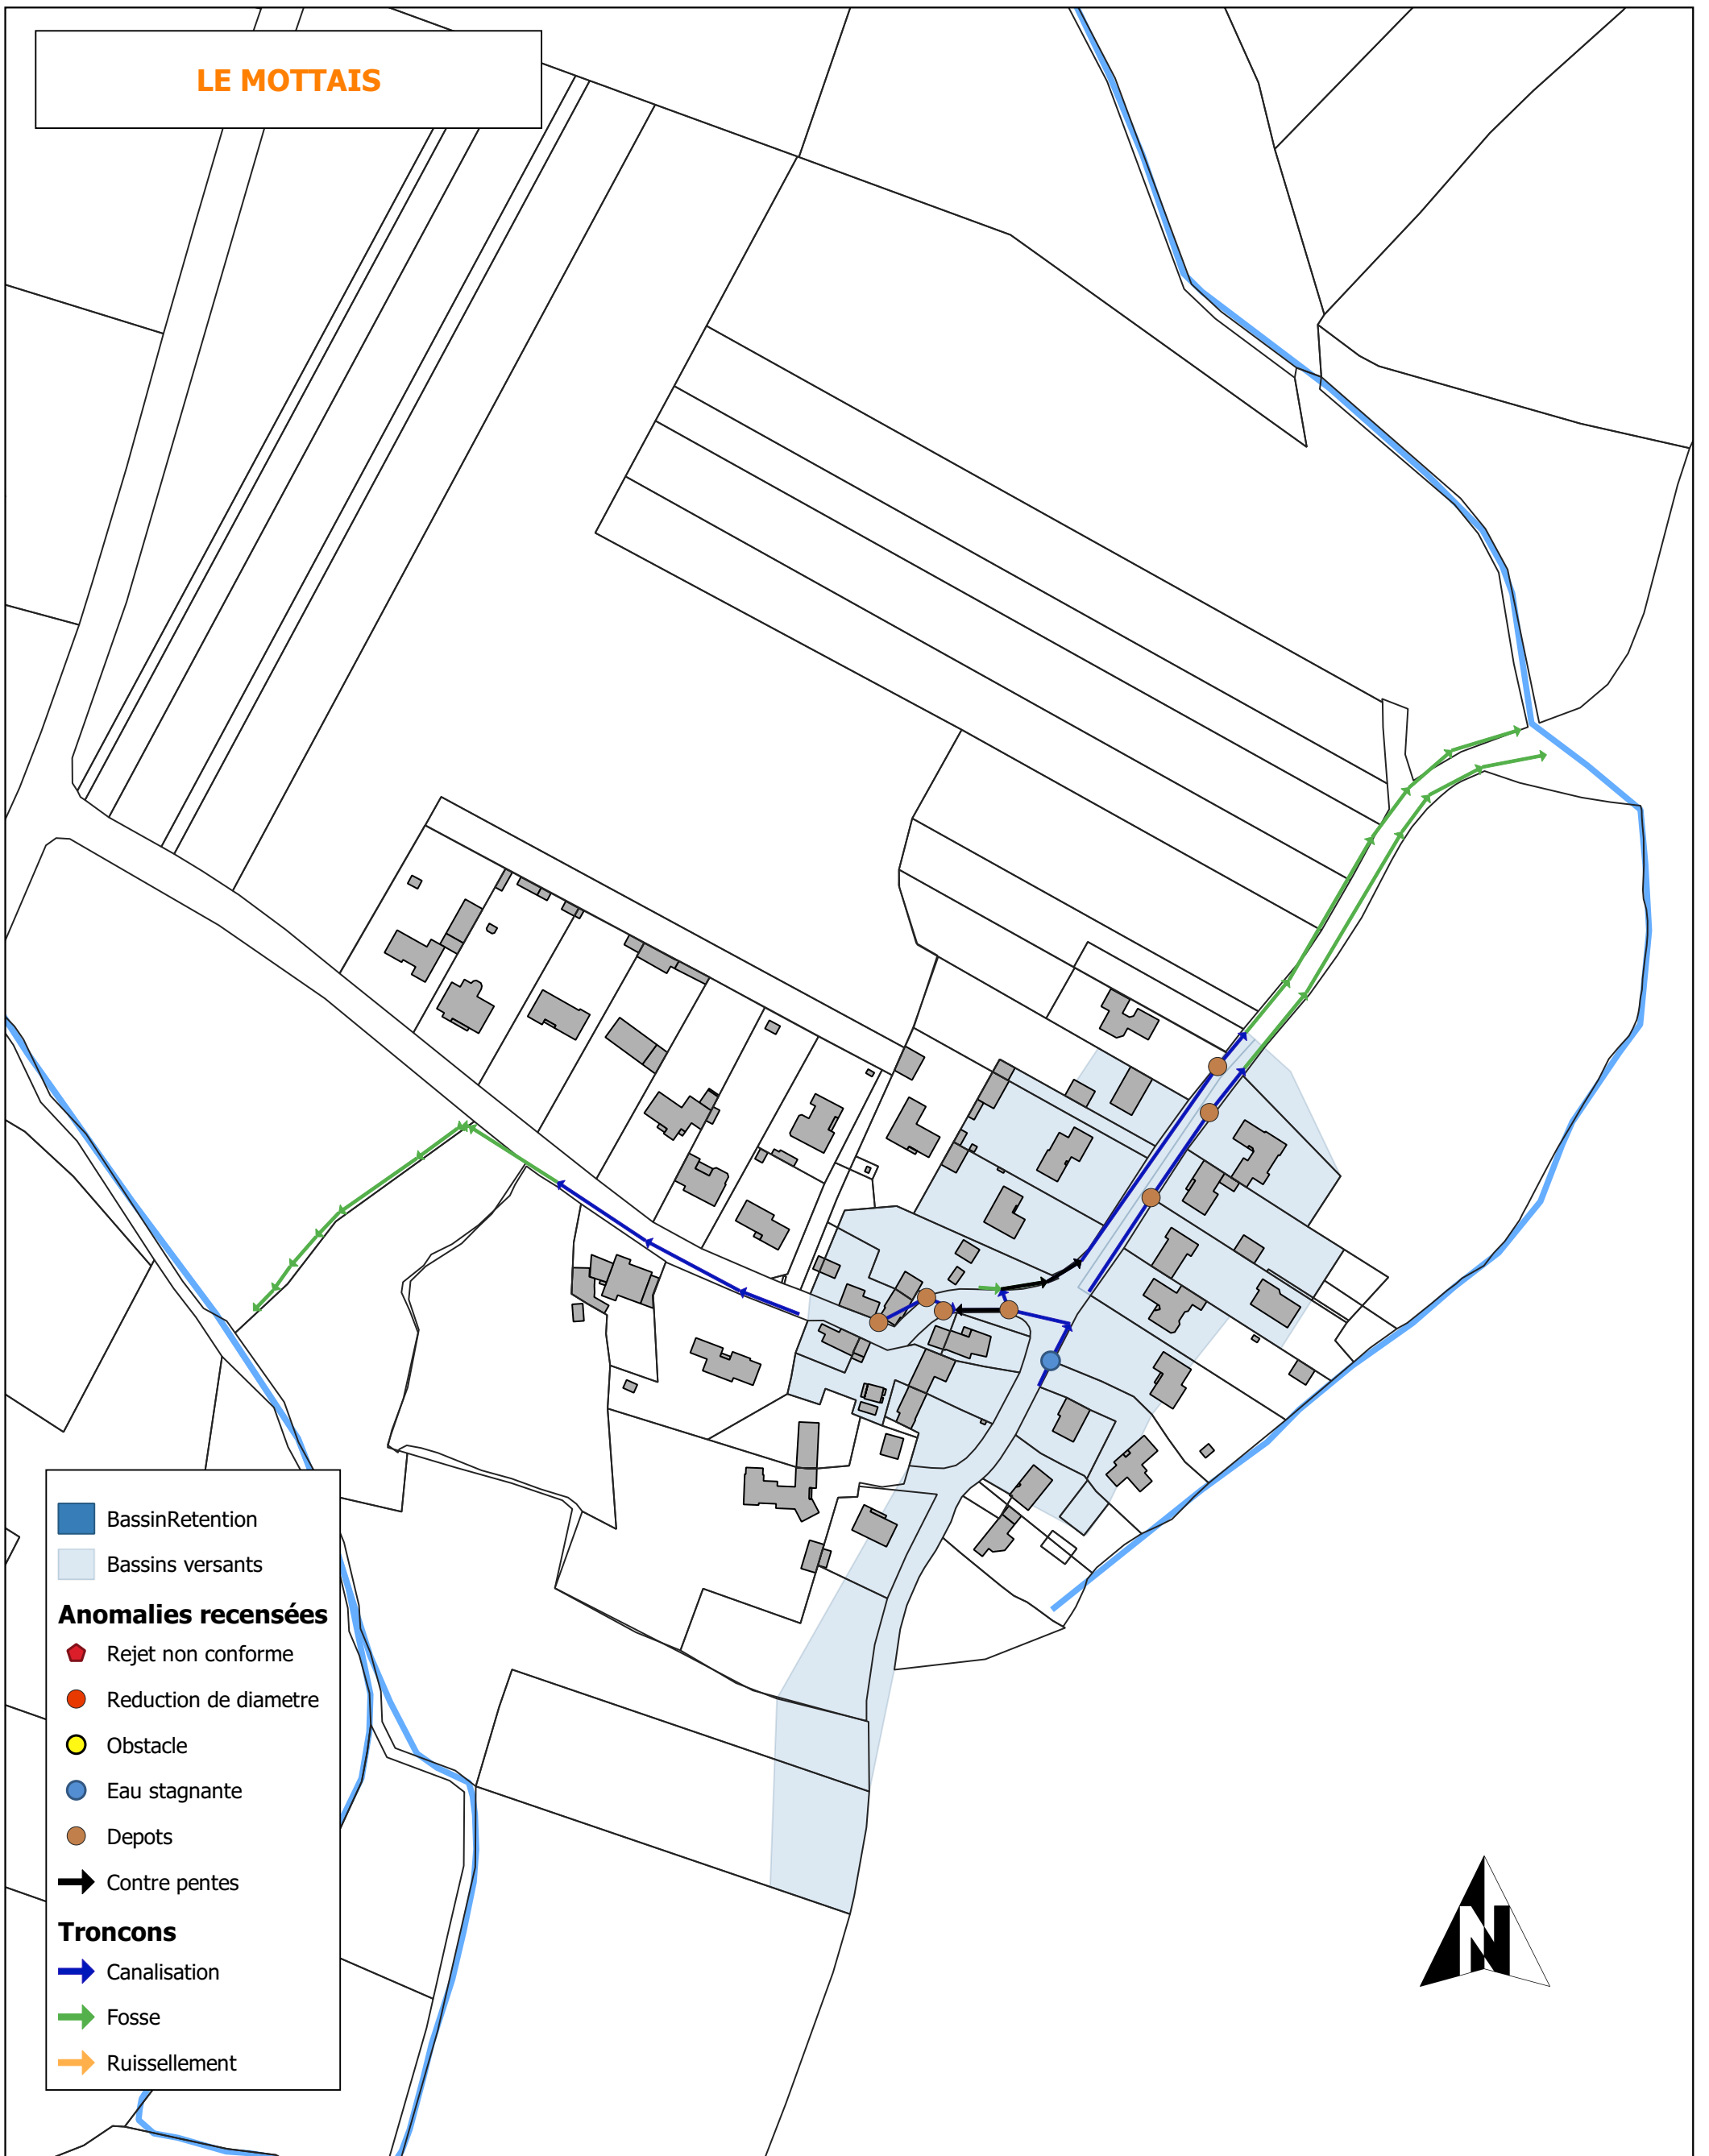 LE MOTTAIS
BassinRetention
Bassins versants
Anomalies recensées
Rejet non conforme
Reduction de diametre
Obstacle
Eau stagnante
Depots
Contre pentes
Troncons
Canalisation
Fosse
Ruissellement
N